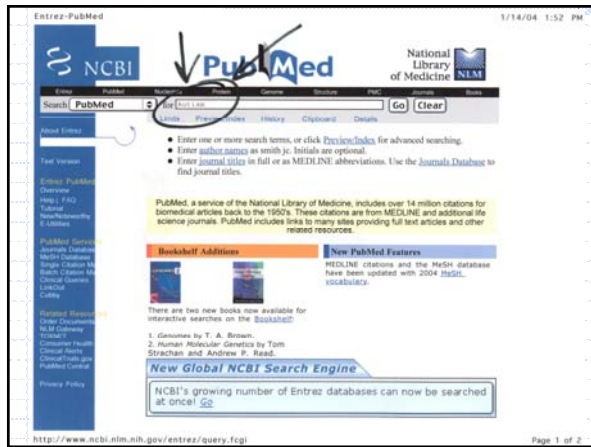 Entrez-PubMed 1/14/04 1:52 PM
NCBI
PubMed
National
Library
of Medicine NLM
Entrez PubMed Nucleotide Protein Genome Structure PMC Journals Books
Search PubMed for Autism Go Clear
Limits Preview/Index History Clipboard Details
About Entrez
Text Version
Entrez PubMed
Overview
Help | FAQ
Tutorial
New/Noteworthy
E-Utilities
PubMed Services
Journals Database
MeSH Database
Single Citation Ma
Batch Citation Ma
Clinical Queries
LinkOut
Cubby
Related Resources
Order Documents
NLM Gateway
TOXNET
Consumer Health
Clinical Alerts
ClinicalTrials.gov
PubMed Central
Privacy Policy
• Enter one or more search terms, or click Preview/Index for advanced searching.
• Enter author names as smith jc. Initials are optional.
• Enter journal titles in full or as MEDLINE abbreviations. Use the Journals Database to
find journal titles.
PubMed, a service of the National Library of Medicine, includes over 14 million citations for
biomedical articles back to the 1950's. These citations are from MEDLINE and additional life
science journals. PubMed includes links to many sites providing full text articles and other
related resources.
Bookshelf Additions
There are two new books now available for
interactive searches on the Bookshelf:
1. Genomes by T. A. Brown.
2. Human Molecular Genetics by Tom
Strachan and Andrew P. Read.
New PubMed Features
MEDLINE citations and the MeSH database
have been updated with 2004 MeSH
vocabulary.
New Global NCBI Search Engine
NCBI's growing number of Entrez databases can now be searched
at once! Go
http://www.ncbi.nlm.nih.gov/entrez/query.fcgi Page 1 of 2